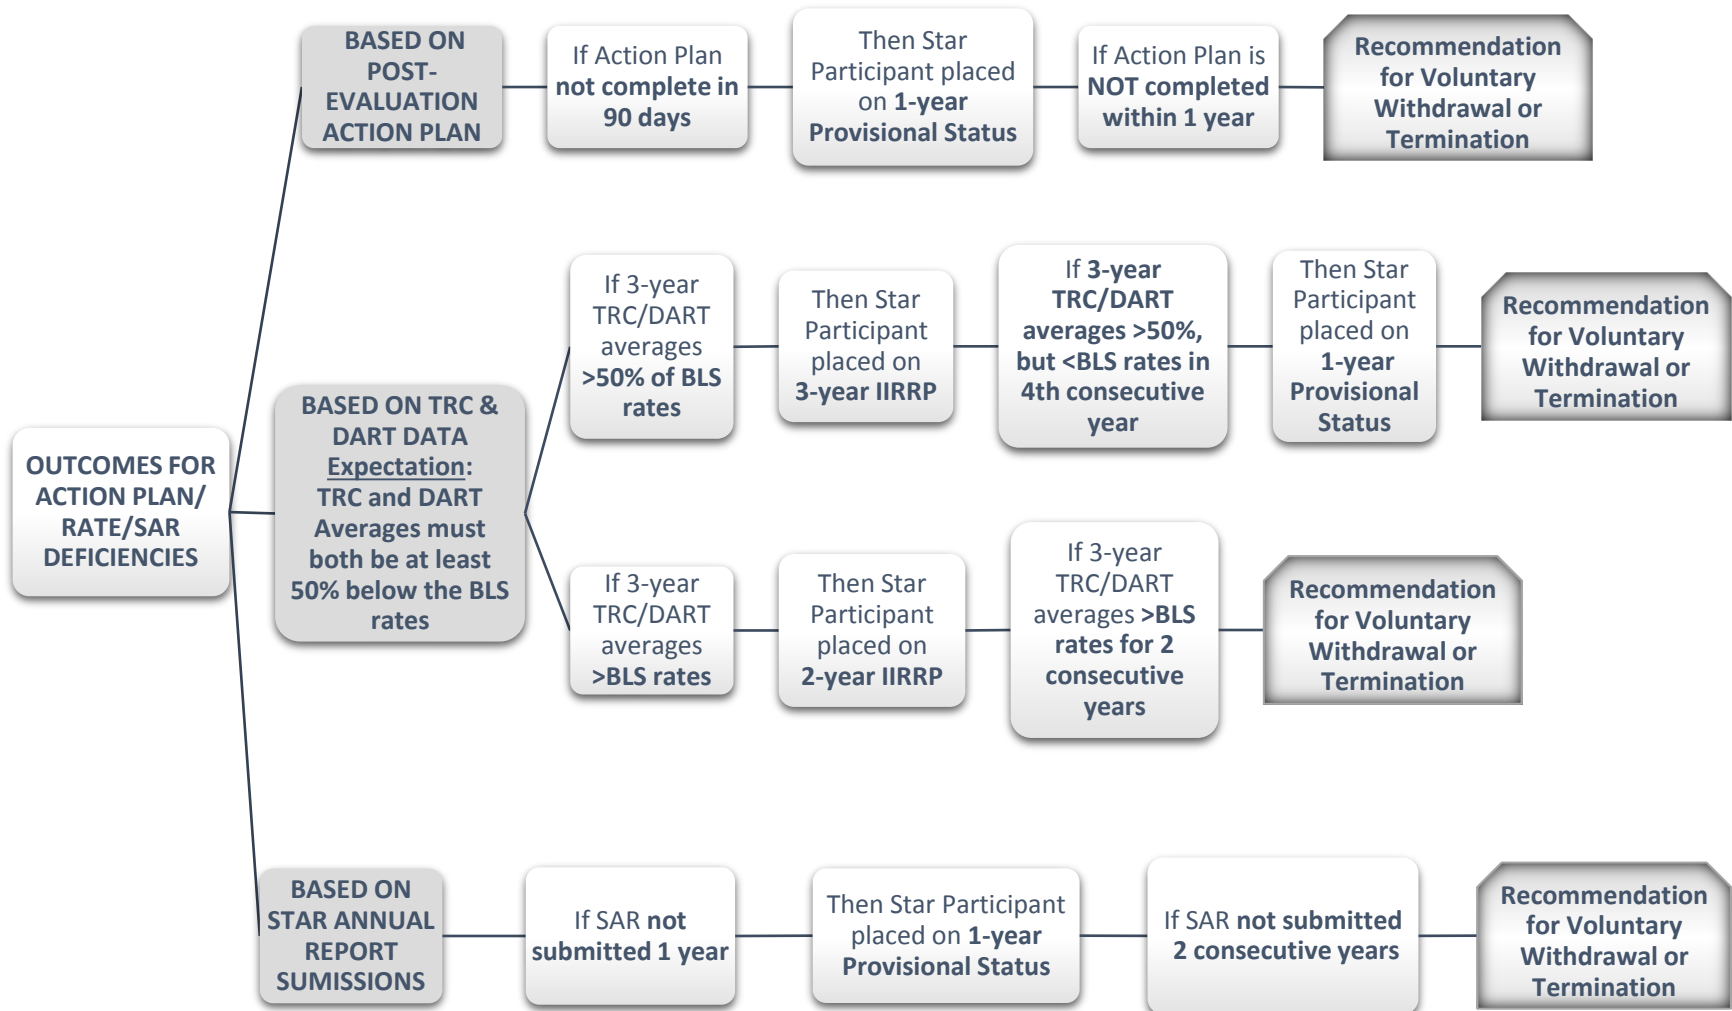 BASED ON
POST-
EVALUATION
ACTION PLAN
If Action Plan
not complete in
90 days
Then Star
Participant placed
on 1-year
Provisional Status
If Action Plan is
NOT completed
within 1 year
Recommendation
for Voluntary
Withdrawal or
Termination
OUTCOMES FOR
ACTION PLAN/
RATE/SAR
DEFICIENCIES
BASED ON TRC &
DART DATA
Expectation:
TRC and DART
Averages must
both be at least
50% below the BLS
rates
If 3-year
TRC/DART
averages
>50% of BLS
rates
Then Star
Participant
placed on
3-year IIRRP
If 3-year
TRC/DART
averages >50%,
but <BLS rates in
4th consecutive
year
Then Star
Participant
placed on
1-year
Provisional
Status
Recommendation
for Voluntary
Withdrawal or
Termination
If 3-year
TRC/DART
averages
>BLS rates
Then Star
Participant
placed on
2-year IIRRP
If 3-year
TRC/DART
averages >BLS
rates for 2
consecutive
years
Recommendation
for Voluntary
Withdrawal or
Termination
BASED ON
STAR ANNUAL
REPORT
SUMISSIONS
If SAR not
submitted 1 year
Then Star Participant
placed on 1-year
Provisional Status
If SAR not submitted
2 consecutive years
Recommendation
for Voluntary
Withdrawal or
Termination